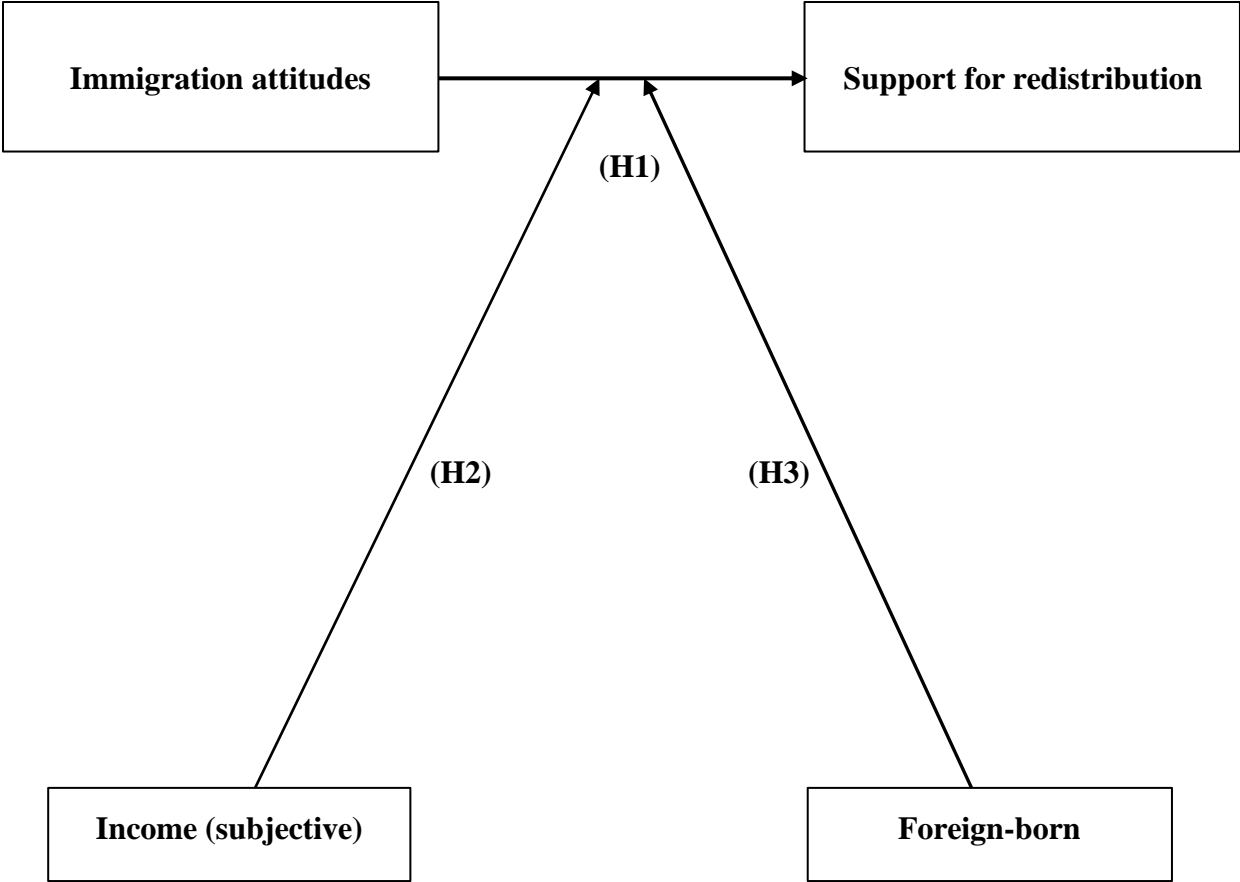 Immigration attitudes
Support for redistribution
(H1)
(H2)
(H3)
Income (subjective)
Foreign-born